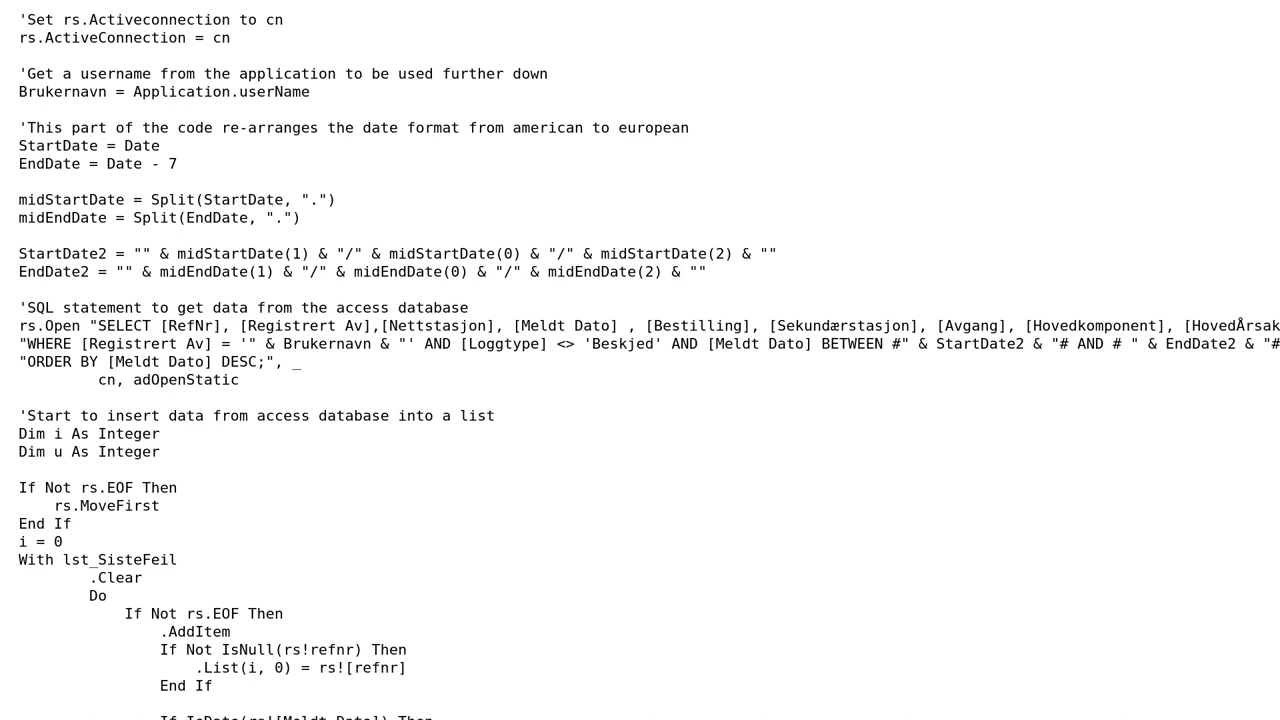 'Set rs.Activeconnection to cn
rs.ActiveConnection = cn
'Get a username from the application to be used further down
Brukernavn = Application.userName
'This part of the code re-arranges the date format from american to european
StartDate = Date
EndDate = Date - 7
midStartDate = Split(StartDate, ".")
midEndDate = Split(EndDate, ".")
StartDate2 = "" & midStartDate(1) & "/" & midStartDate(0) & "/" & midStartDate(2) & ""
EndDate2 = "" & midEndDate(1) & "/" & midEndDate(0) & "/" & midEndDate(2) & ""
'SQL statement to get data from the access database
rs.Open "SELECT [RefNr], [Registrert Av],[Nettstasjon], [Meldt Dato] , [Bestilling], [Sekundærstasjon], [Avgang], [Hovedkomponent], [HovedÅrsak
"WHERE [Registrert Av] = '" & Brukernavn & "' AND [Loggtype] <> 'Beskjed' AND [Meldt Dato] BETWEEN #" & StartDate2 & "# AND # " & EndDate2 & "#
"ORDER BY [Meldt Dato] DESC;", _
cn, adOpenStatic
'Start to insert data from access database into a list
Dim i As Integer
Dim u As Integer
If Not rs.EOF Then
rs.MoveFirst
End If
i = 0
With lst_SisteFeil
.Clear
Do
If Not rs.EOF Then
.AddItem
If Not IsNull(rs!refnr) Then
.List(i, 0) = rs![refnr]
End If
If IsDate(rs![Meldt Dato]) Then